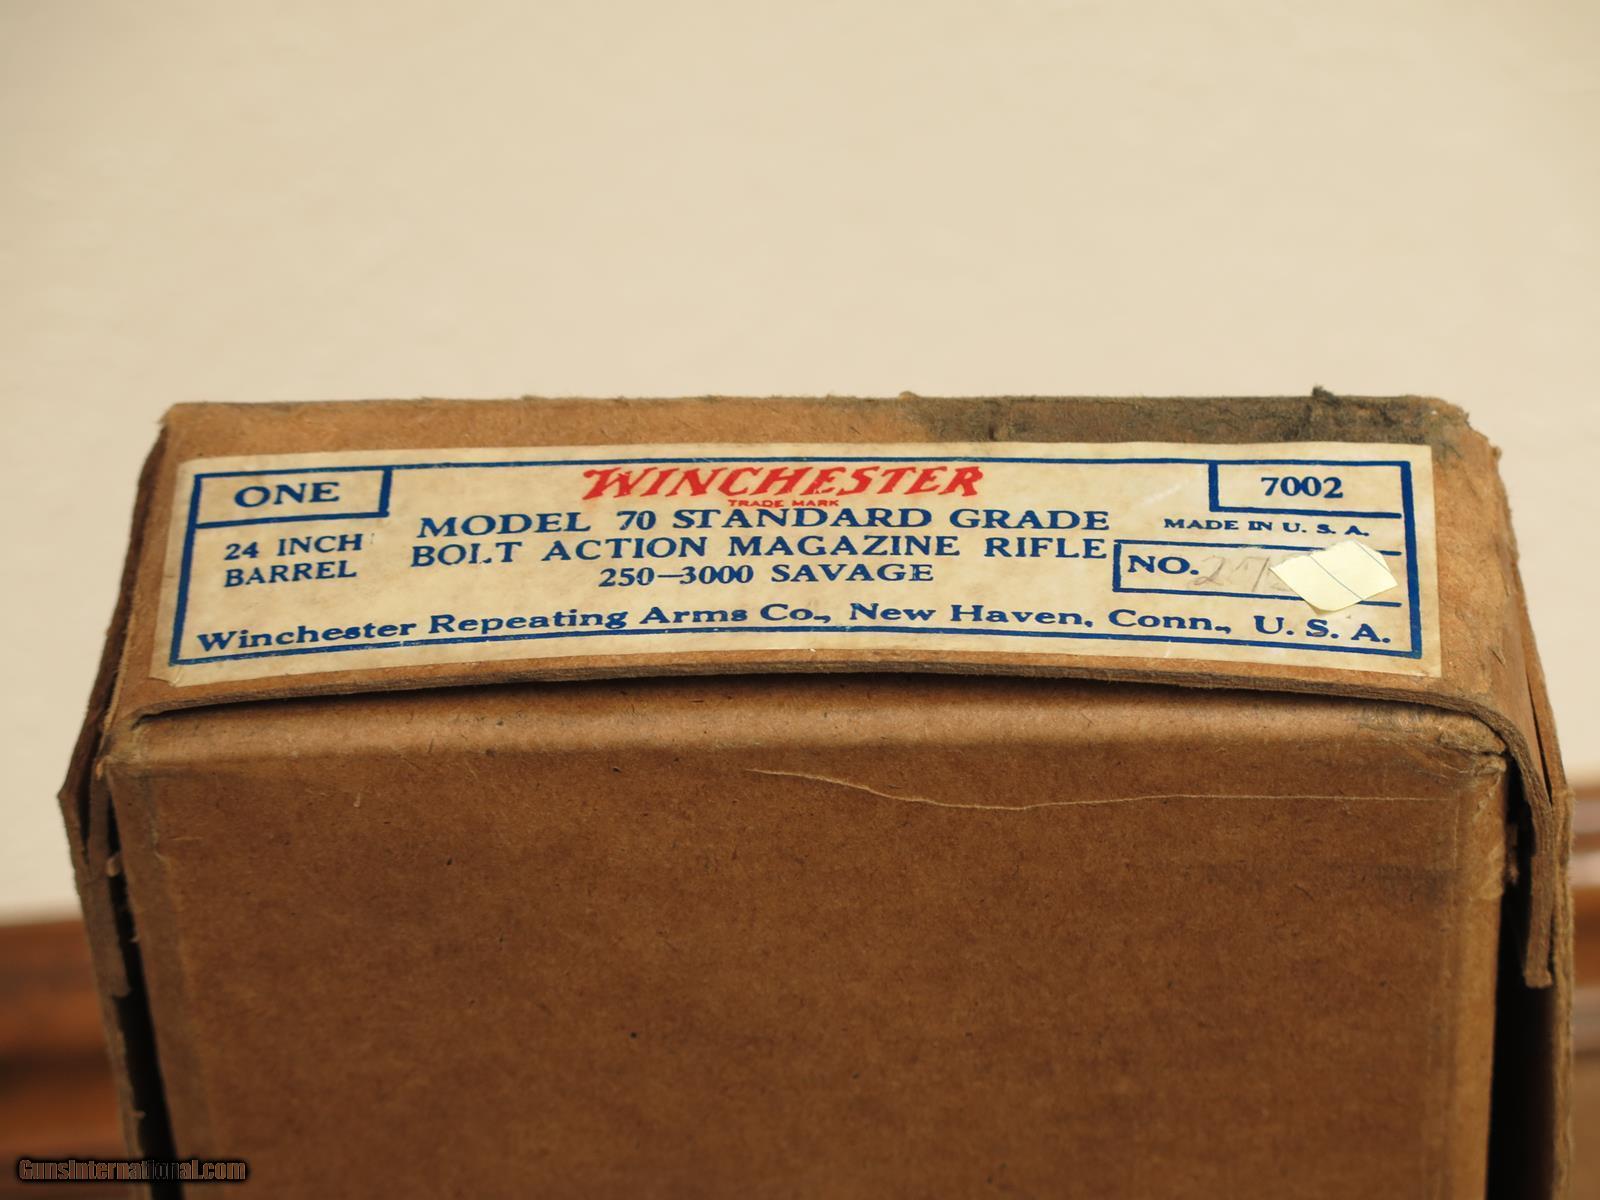 ONE
24 INCH
BARREL
WINCHESTER
TRADE MARK
MODEL 70 STANDARD GRADE
BOLT ACTION MAGAZINE RIFLE
250-3000 SAVAGE
7002
MADE IN U. S. A.
NO.
Winchester Repeating Arms Co., New Haven, Conn., U. S. A.
GunsInternational.com